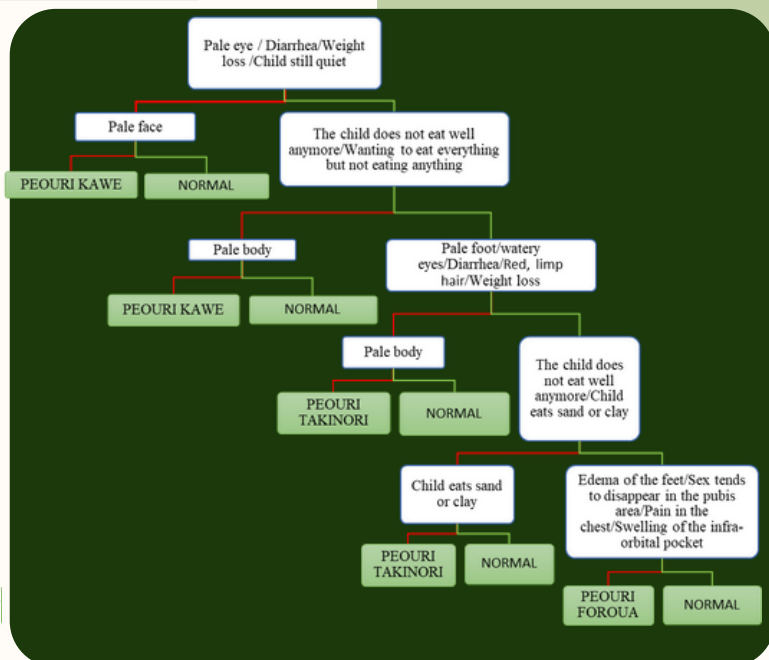 Pale eye / Diarrhea/Weight
loss /Child still quiet
Pale face
The child does not eat well
anymore/Wanting to eat everything
but not eating anything
PEOURI KAWE
NORMAL
Pale body
Pale foot/watery
eyes/Diarrhea/Red, limp
hair/Weight loss
PEOURI KAWE
NORMAL
Pale body
The child does
not eat well
anymore/Child
eats sand or clay
PEOURI
TAKINORI
NORMAL
Child eats sand
or clay
Edema of the feet/Sex tends
to disappear in the pubis
area/Pain in the
chest/Swelling of the infra-
orbital pocket
PEOURI
TAKINORI
NORMAL
PEOURI
FOROUA
NORMAL